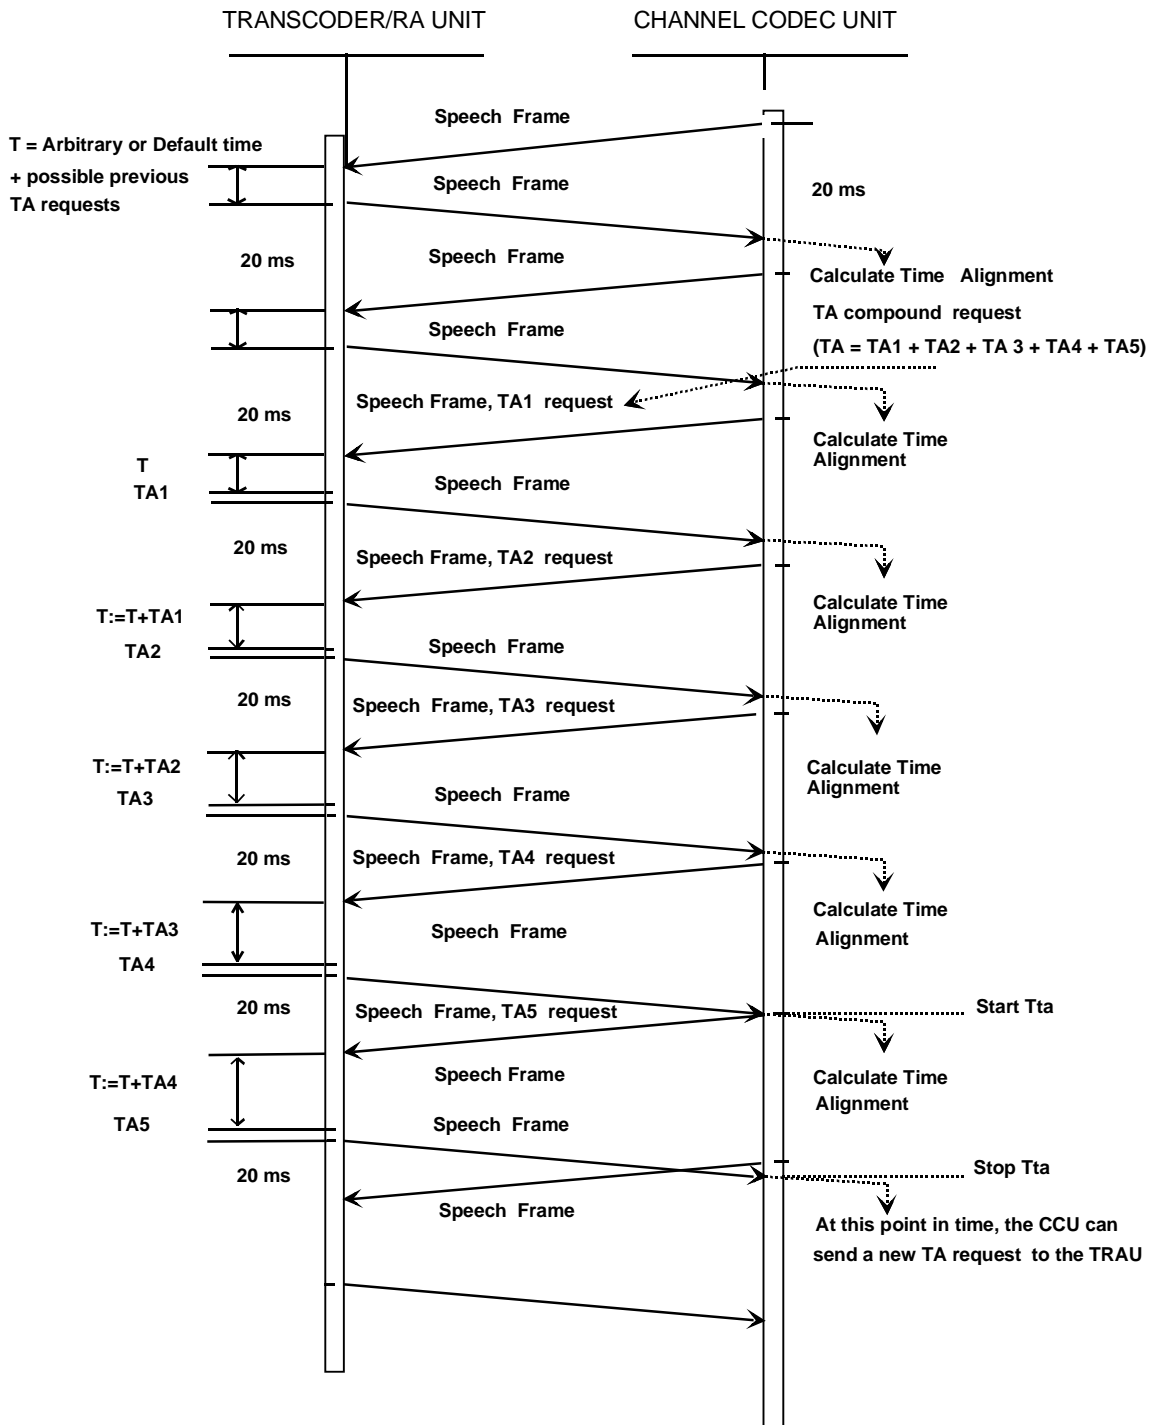 TRANSCODER/RA UNIT
CHANNEL CODEC UNIT
Speech Frame
T = Arbitrary or Default time
+ possible previous
TA requests
Speech Frame
20 ms
20 ms
Speech Frame
Calculate Time Alignment
TA compound request
(TA = TA1 + TA2 + TA 3 + TA4 + TA5)
Speech Frame
Speech Frame, TA1 request
20 ms
Calculate Time
Alignment
T
TA1
Speech Frame
20 ms
Speech Frame, TA2 request
Calculate Time
Alignment
T:=T+TA1
TA2
Speech Frame
20 ms
Speech Frame, TA3 request
Calculate Time
Alignment
T:=T+TA2
TA3
Speech Frame
20 ms
Speech Frame, TA4 request
Calculate Time
Alignment
T:=T+TA3
TA4
Speech Frame
20 ms
Speech Frame, TA5 request
Start Tta
T:=T+TA4
TA5
Speech Frame
Calculate Time
Alignment
Speech Frame
20 ms
Stop Tta
Speech Frame
At this point in time, the CCU can
send a new TA request to the TRAU